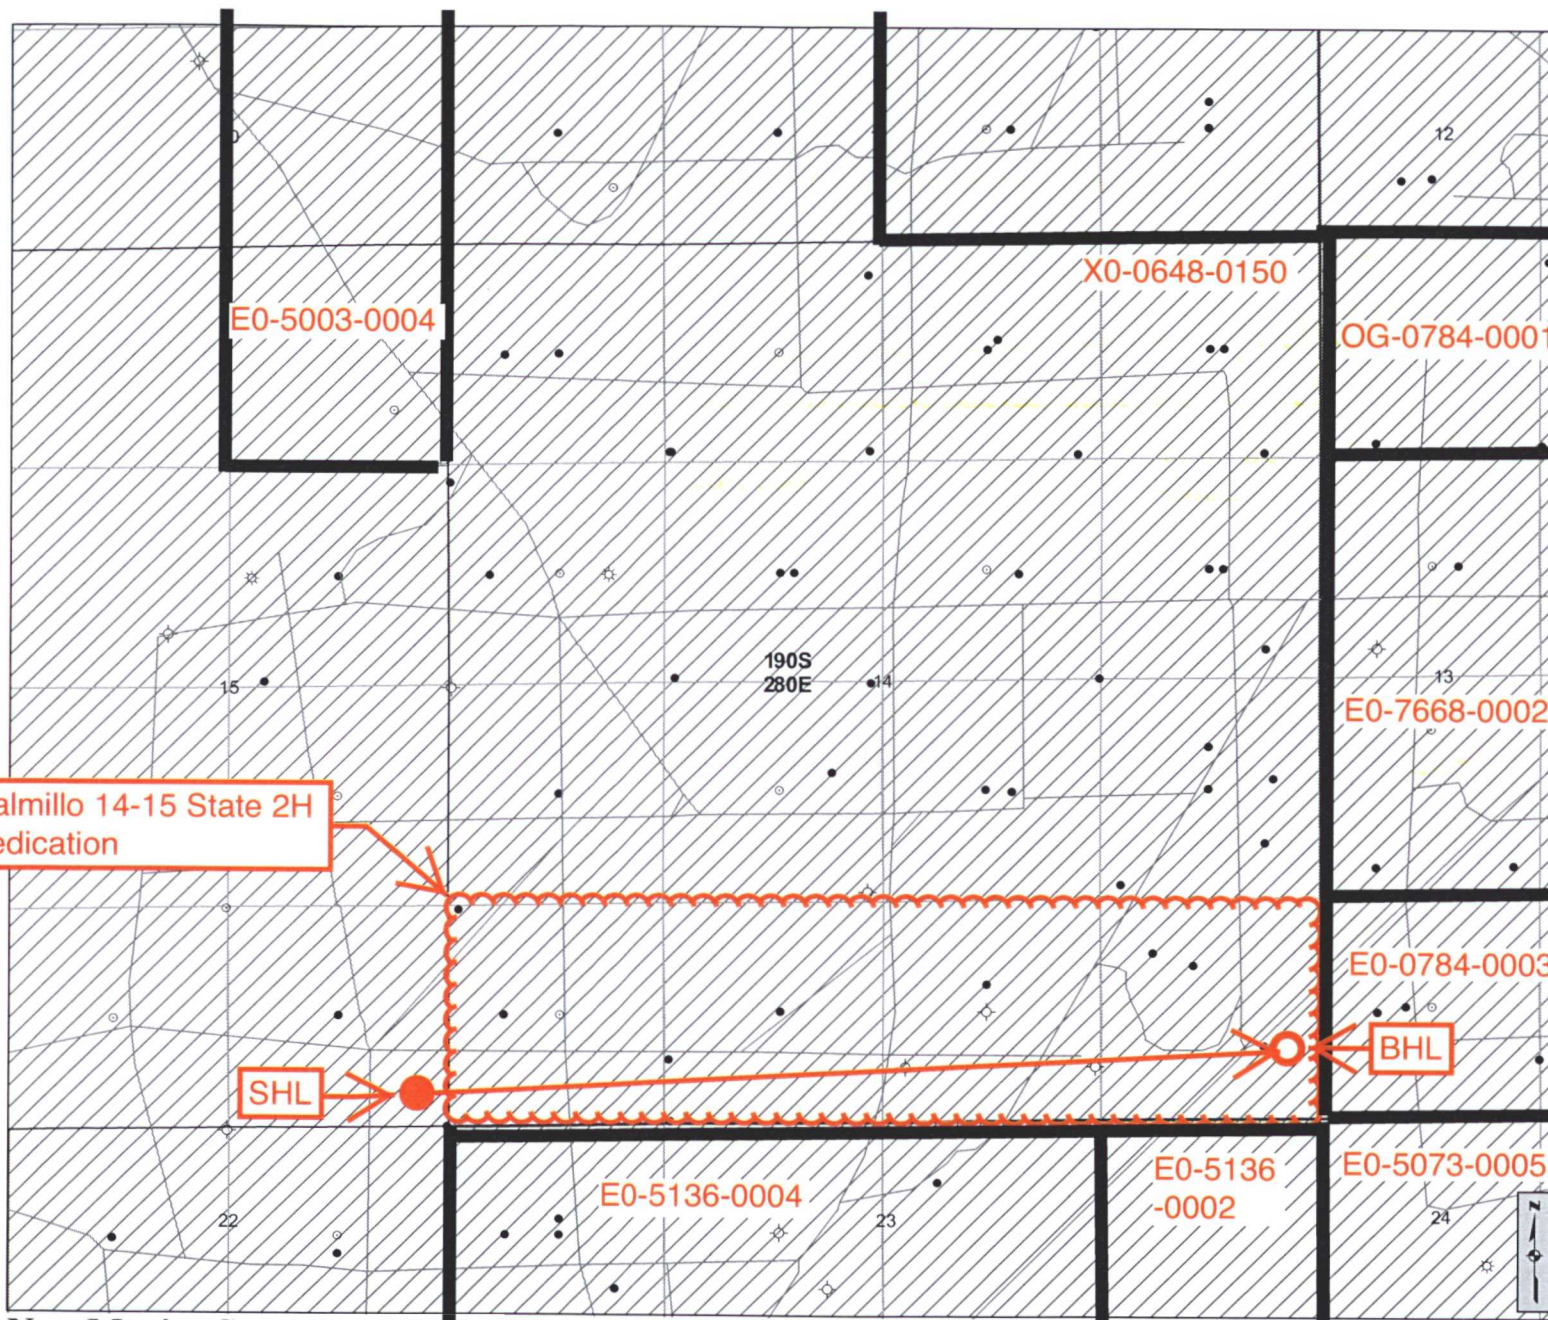 12
E0-5003-0004
X0-0648-0150
OG-0784-0001
190S
280E
14
15
13
E0-7668-0002
almillo 14-15 State 2H
edication
E0-0784-0003
BHL
SHL
E0-5136-0004
E0-5136
-0002
E0-5073-0005
22
23
24
N